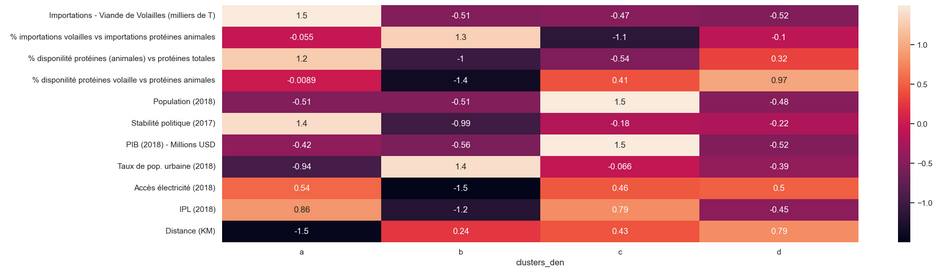 Importations - Viande de Volailles (milliers de T) 1.5 -0.51 -0.47 -0.52
% importations volailles vs importations protéines animales -0.055 1.3 -1.1 -0.1
% disponilité protéines (animales) vs protéines totales 1.2 -1 -0.54 0.32
% disponilité protéines volaille vs protéines animales -0.0089 -1.4 0.41 0.97
Population (2018) -0.51 -0.51 1.5 -0.48
Stabilité politique (2017) 1.4 -0.99 -0.18 -0.22
PIB (2018) - Millions USD -0.42 -0.56 1.5 -0.52
Taux de pop. urbaine (2018) -0.94 1.4 -0.066 -0.39
Accès électricité (2018) 0.54 -1.5 0.46 0.5
IPL (2018) 0.86 -1.2 0.79 -0.45
Distance (KM) -1.5 0.24 0.43 0.79
a b c d
clusters_den
1.0
0.5
0.0
−0.5
−1.0